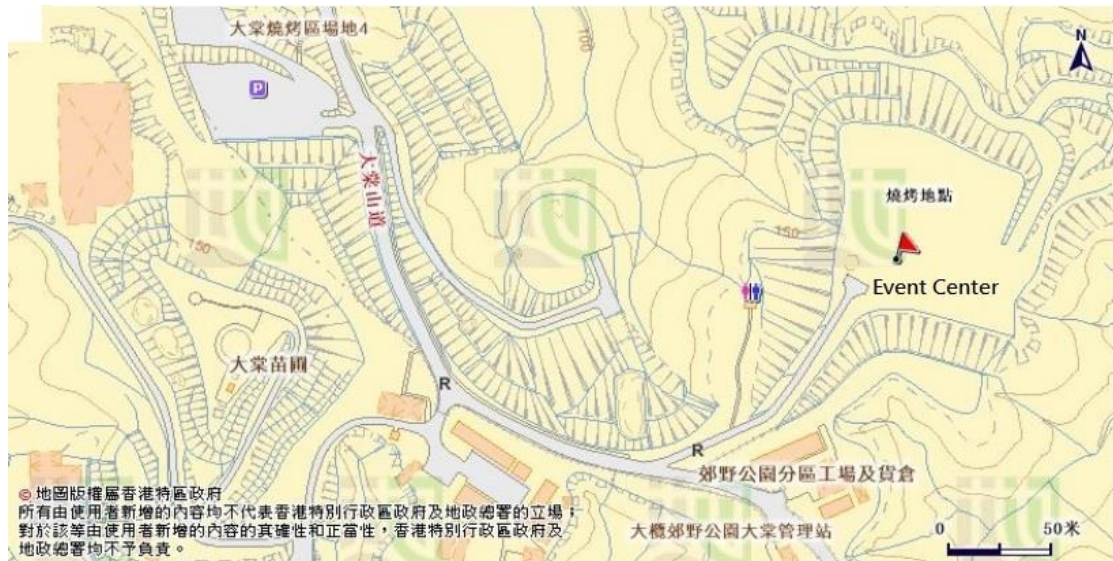 大棠燒烤區場地4
180
N
P
大棠山道
燒烤地點
150
150
Event Center
大棠苗圃
R
R
郊野公園分區工場及貨倉
©地圖版權屬香港特區政府
所有由使用者新增的內容均不代表香港特別行政區政府及地政總署的立場；
對於該等由使用者新增的內容的真確性和正當性，香港特別行政區政府及
地政總署均不予負責。
大欖郊野公園大棠管理站
0 50米